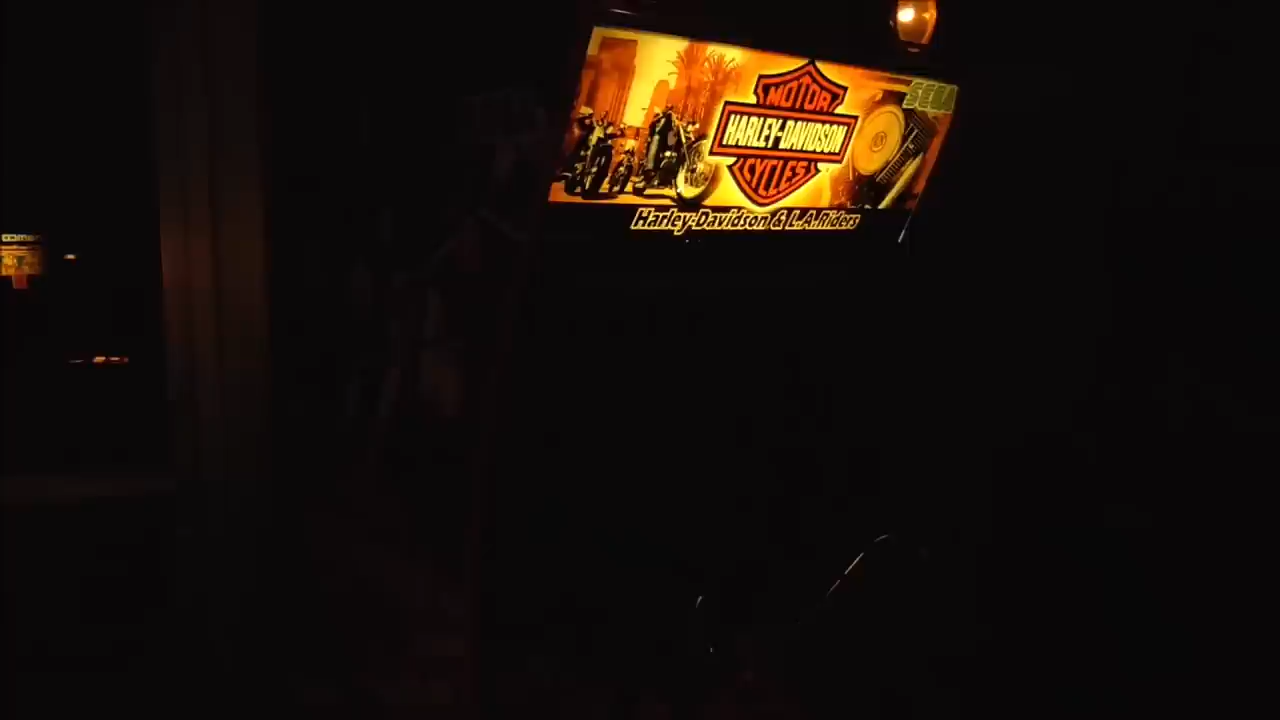 SEGA
MOTOR
HARLEY-DAVIDSON
CYCLES
Harley-Davidson & L.A. Riders